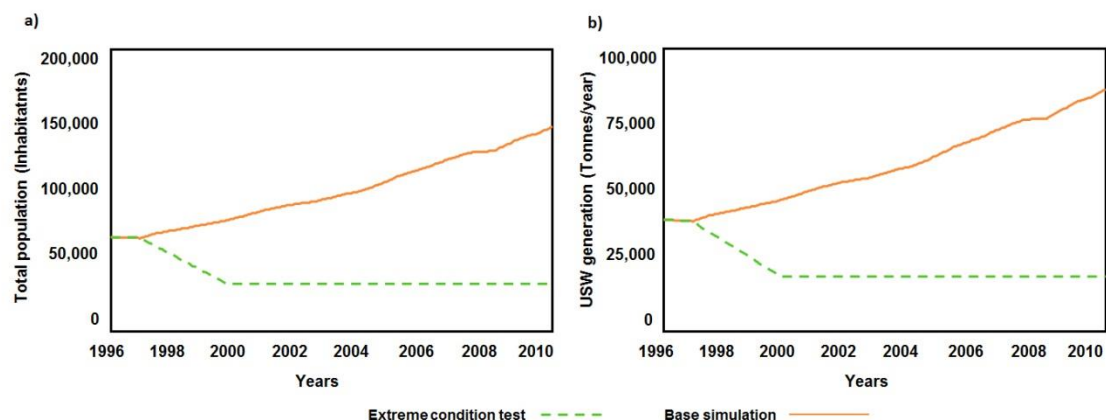 a)
Total population (Inhabitatnts)
200,000
150,000
100,000
50,000
0
1996 1998 2000 2002 2004 2006 2008 2010
Years
b)
USW generation (Tonnes/year)
100,000
75,000
50,000
25,000
0
1996 1998 2000 2002 2004 2006 2008 2010
Years
Extreme condition test Base simulation